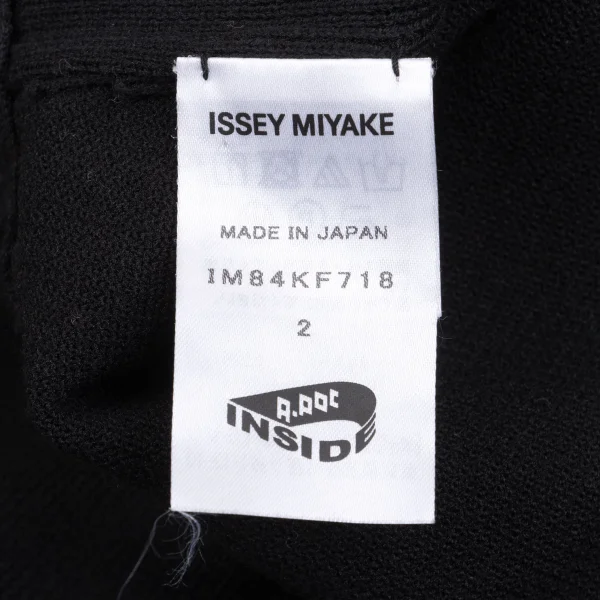 ISSEY MIYAKE
MADE IN JAPAN
IM84KF718
2
A.POC
INSIDE